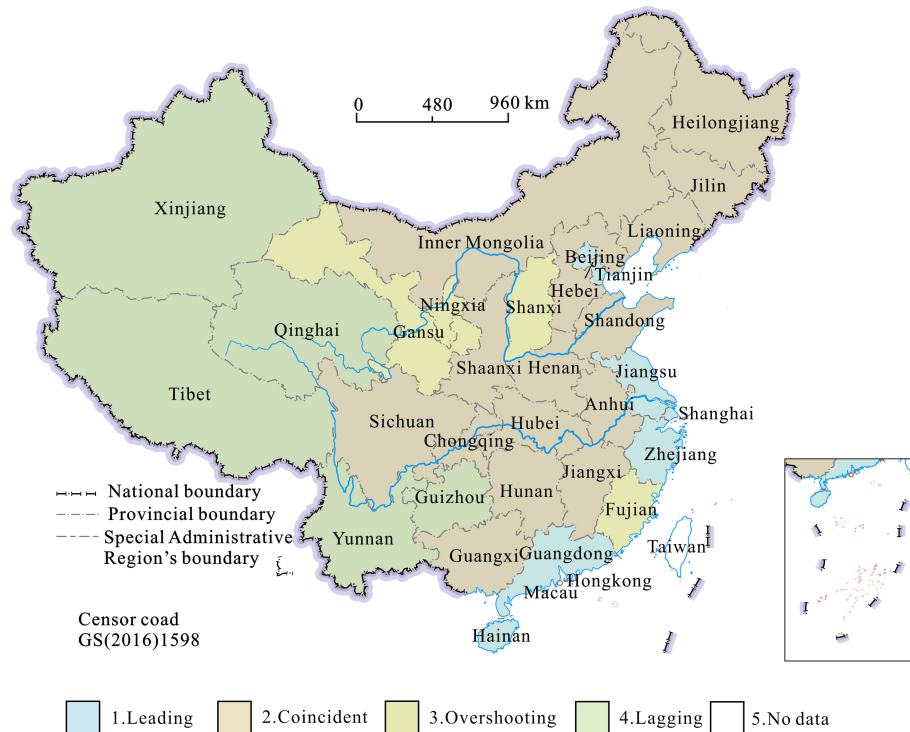 0 480 960 km
Heilongjiang
Jilin
Xinjiang
Liaoning
Inner Mongolia
Beijing
Tianjin
Hebei
Ningxia
Shanxi
Qinghai
Gansu
Shandong
Shaanxi Henan
Jiangsu
Tibet
Anhui
Shanghai
Sichuan
Hubei
Chongqing
Zhejiang
Jiangxi
Hunan
Guizhou
Fujian
Yunnan
Taiwan
Guangxi
Guangdong
Hongkong
Macau
Hainan
National boundary
Provincial boundary
Special Administrative
Region's boundary
Censor coad
GS(2016)1598
1.Leading 2.Coincident 3.Overshooting 4.Lagging 5.No data